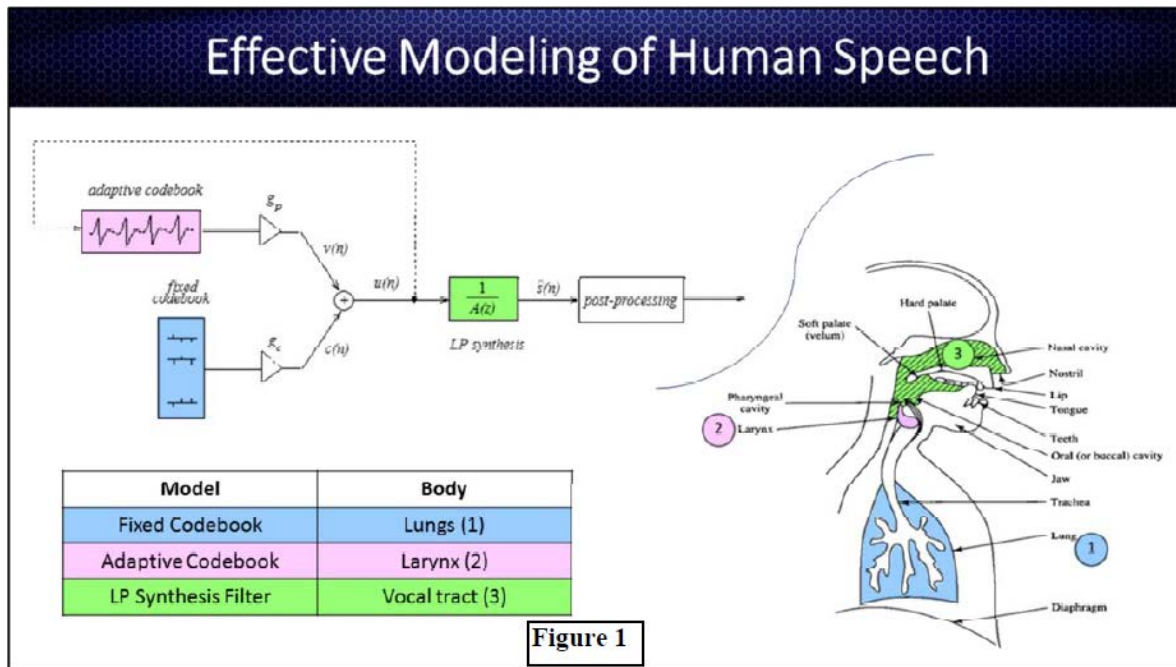 Effective Modeling of Human Speech
adaptive codebook
g_p
v(n)
fixed
codebook
g_c
c(n)
+
u(n)
1
A(z)
LP synthesis
ŝ(n)
post-processing
Hard palate
Soft palate
(velum)
3
Nasal cavity
Nostril
Lip
Tongue
Pharyngeal
cavity
2
Larynx
Teeth
Oral (or buccal) cavity
Jaw
Trachea
Lung
1
Diaphragm
Model Body
Fixed Codebook Lungs (1)
Adaptive Codebook Larynx (2)
LP Synthesis Filter Vocal tract (3)
Figure 1